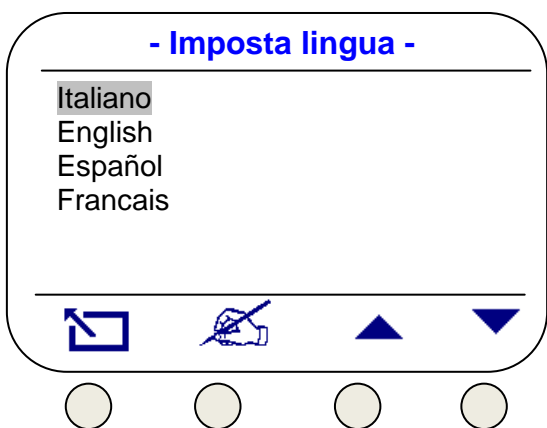 - Imposta lingua -
Italiano
English
Español
Francais